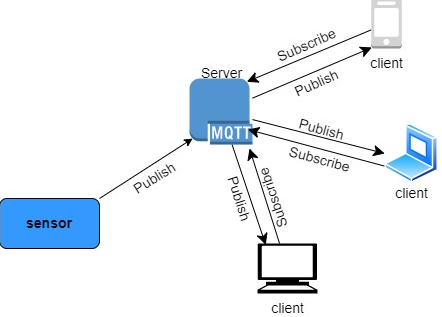 Subscribe
Server
Publish
client
MQTT
Publish
Subscribe
Publish
client
Publish
Subscribe
sensor
client